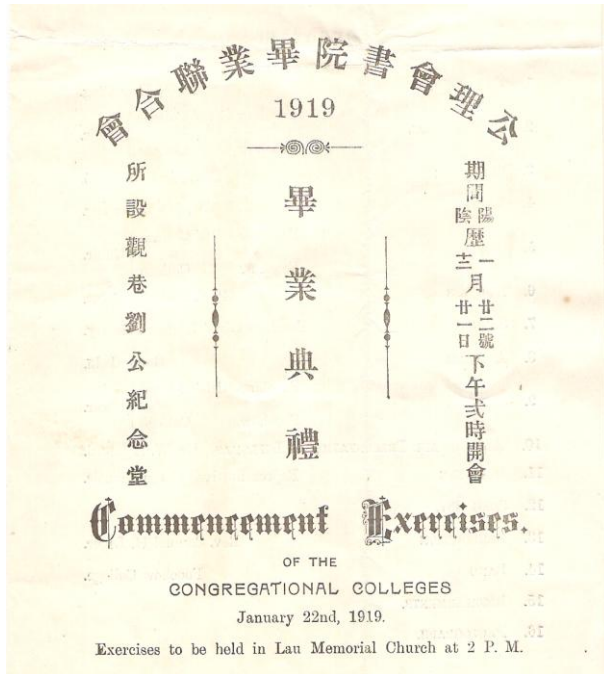 公理會書院畢業聯合會
1919
期間陽陰歷一十二月廿二號廿一日下午弍時開會
畢業典禮
所設觀巷劉公紀念堂
Commencement Exercises.
OF THE
CONGREGATIONAL COLLEGES
January 22nd, 1919.
Exercises to be held in Lau Memorial Church at 2 P. M.